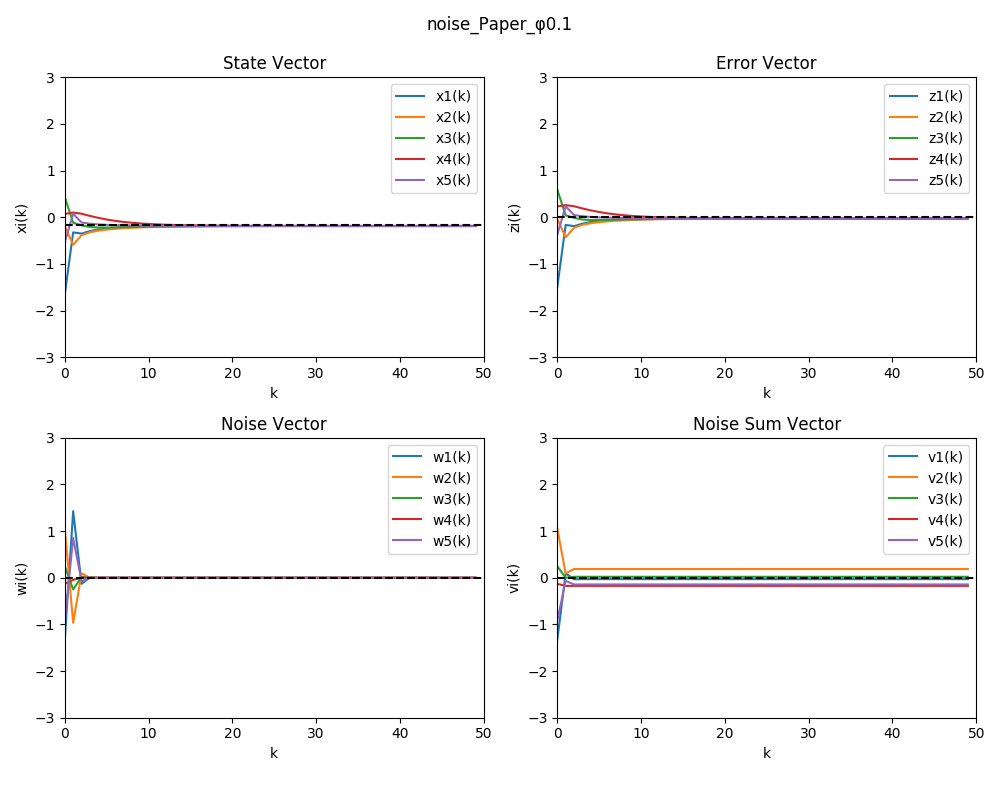 noise_Paper_φ0.1
State Vector
3
2
1
0
−1
−2
−3
xi(k)
0 10 20 30 40 50
k
x1(k)
x2(k)
x3(k)
x4(k)
x5(k)
Error Vector
3
2
1
0
−1
−2
−3
zi(k)
0 10 20 30 40 50
k
z1(k)
z2(k)
z3(k)
z4(k)
z5(k)
Noise Vector
3
2
1
0
−1
−2
−3
wi(k)
0 10 20 30 40 50
k
w1(k)
w2(k)
w3(k)
w4(k)
w5(k)
Noise Sum Vector
3
2
1
0
−1
−2
−3
vi(k)
0 10 20 30 40 50
k
v1(k)
v2(k)
v3(k)
v4(k)
v5(k)